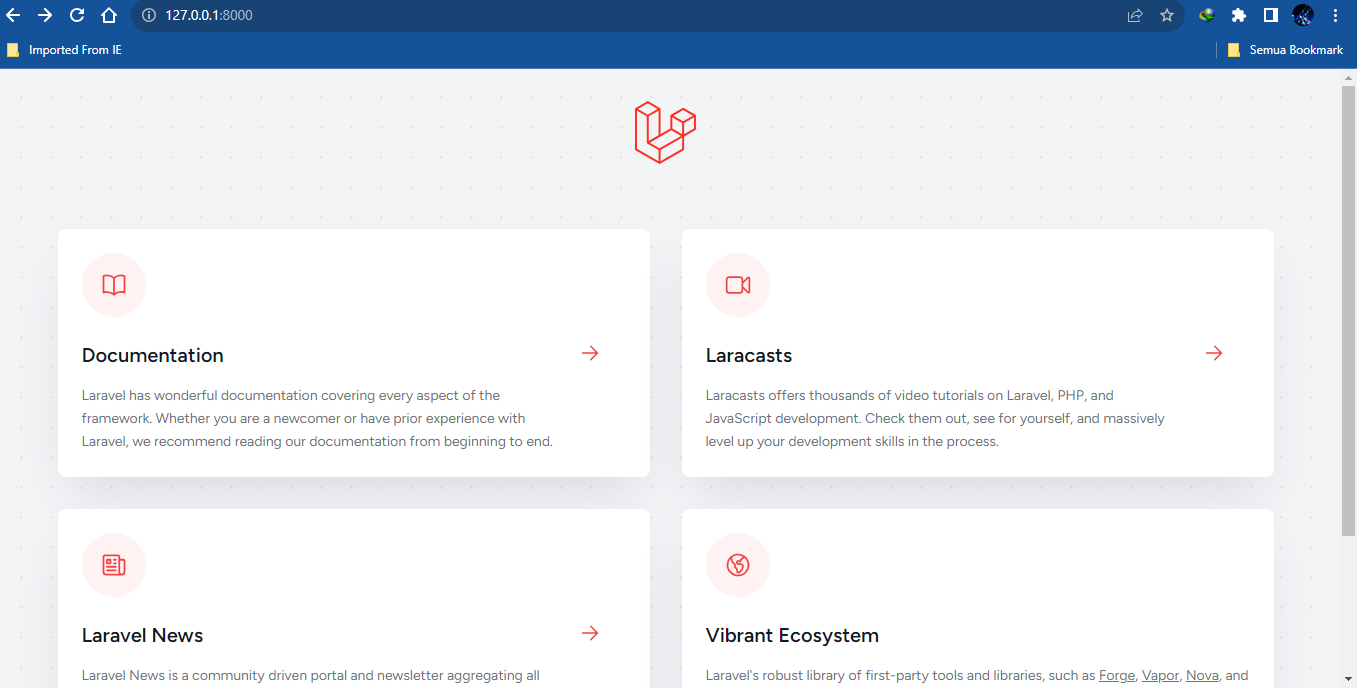 127.0.0.1:8000
Imported From IE
Semua Bookmark
Documentation
Laravel has wonderful documentation covering every aspect of the
framework. Whether you are a newcomer or have prior experience with
Laravel, we recommend reading our documentation from beginning to end.
Laracasts
Laracasts offers thousands of video tutorials on Laravel, PHP, and
JavaScript development. Check them out, see for yourself, and massively
level up your development skills in the process.
Laravel News
Laravel News is a community driven portal and newsletter aggregating all
Vibrant Ecosystem
Laravel's robust library of first-party tools and libraries, such as Forge, Vapor, Nova, and